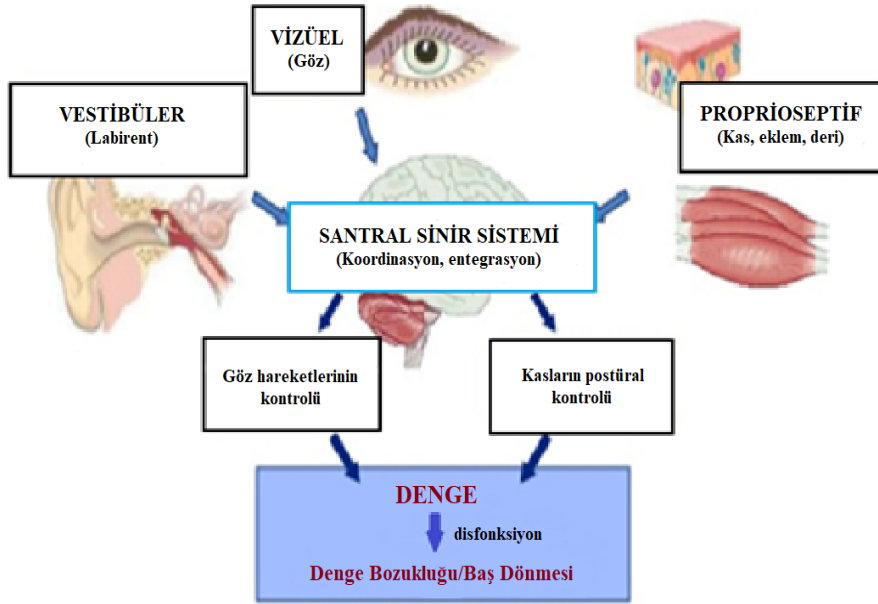 VİZÜEL
(Göz)
VESTİBÜLER
(Labirent)
PROPRİOSEPTİF
(Kas, eklem, deri)
SANTRAL SİNİR SİSTEMİ
(Koordinasyon, entegrasyon)
Göz hareketlerinin
kontrolü
Kasların postüral
kontrolü
DENGE
disfonksiyon
Denge Bozukluğu/Baş Dönmesi